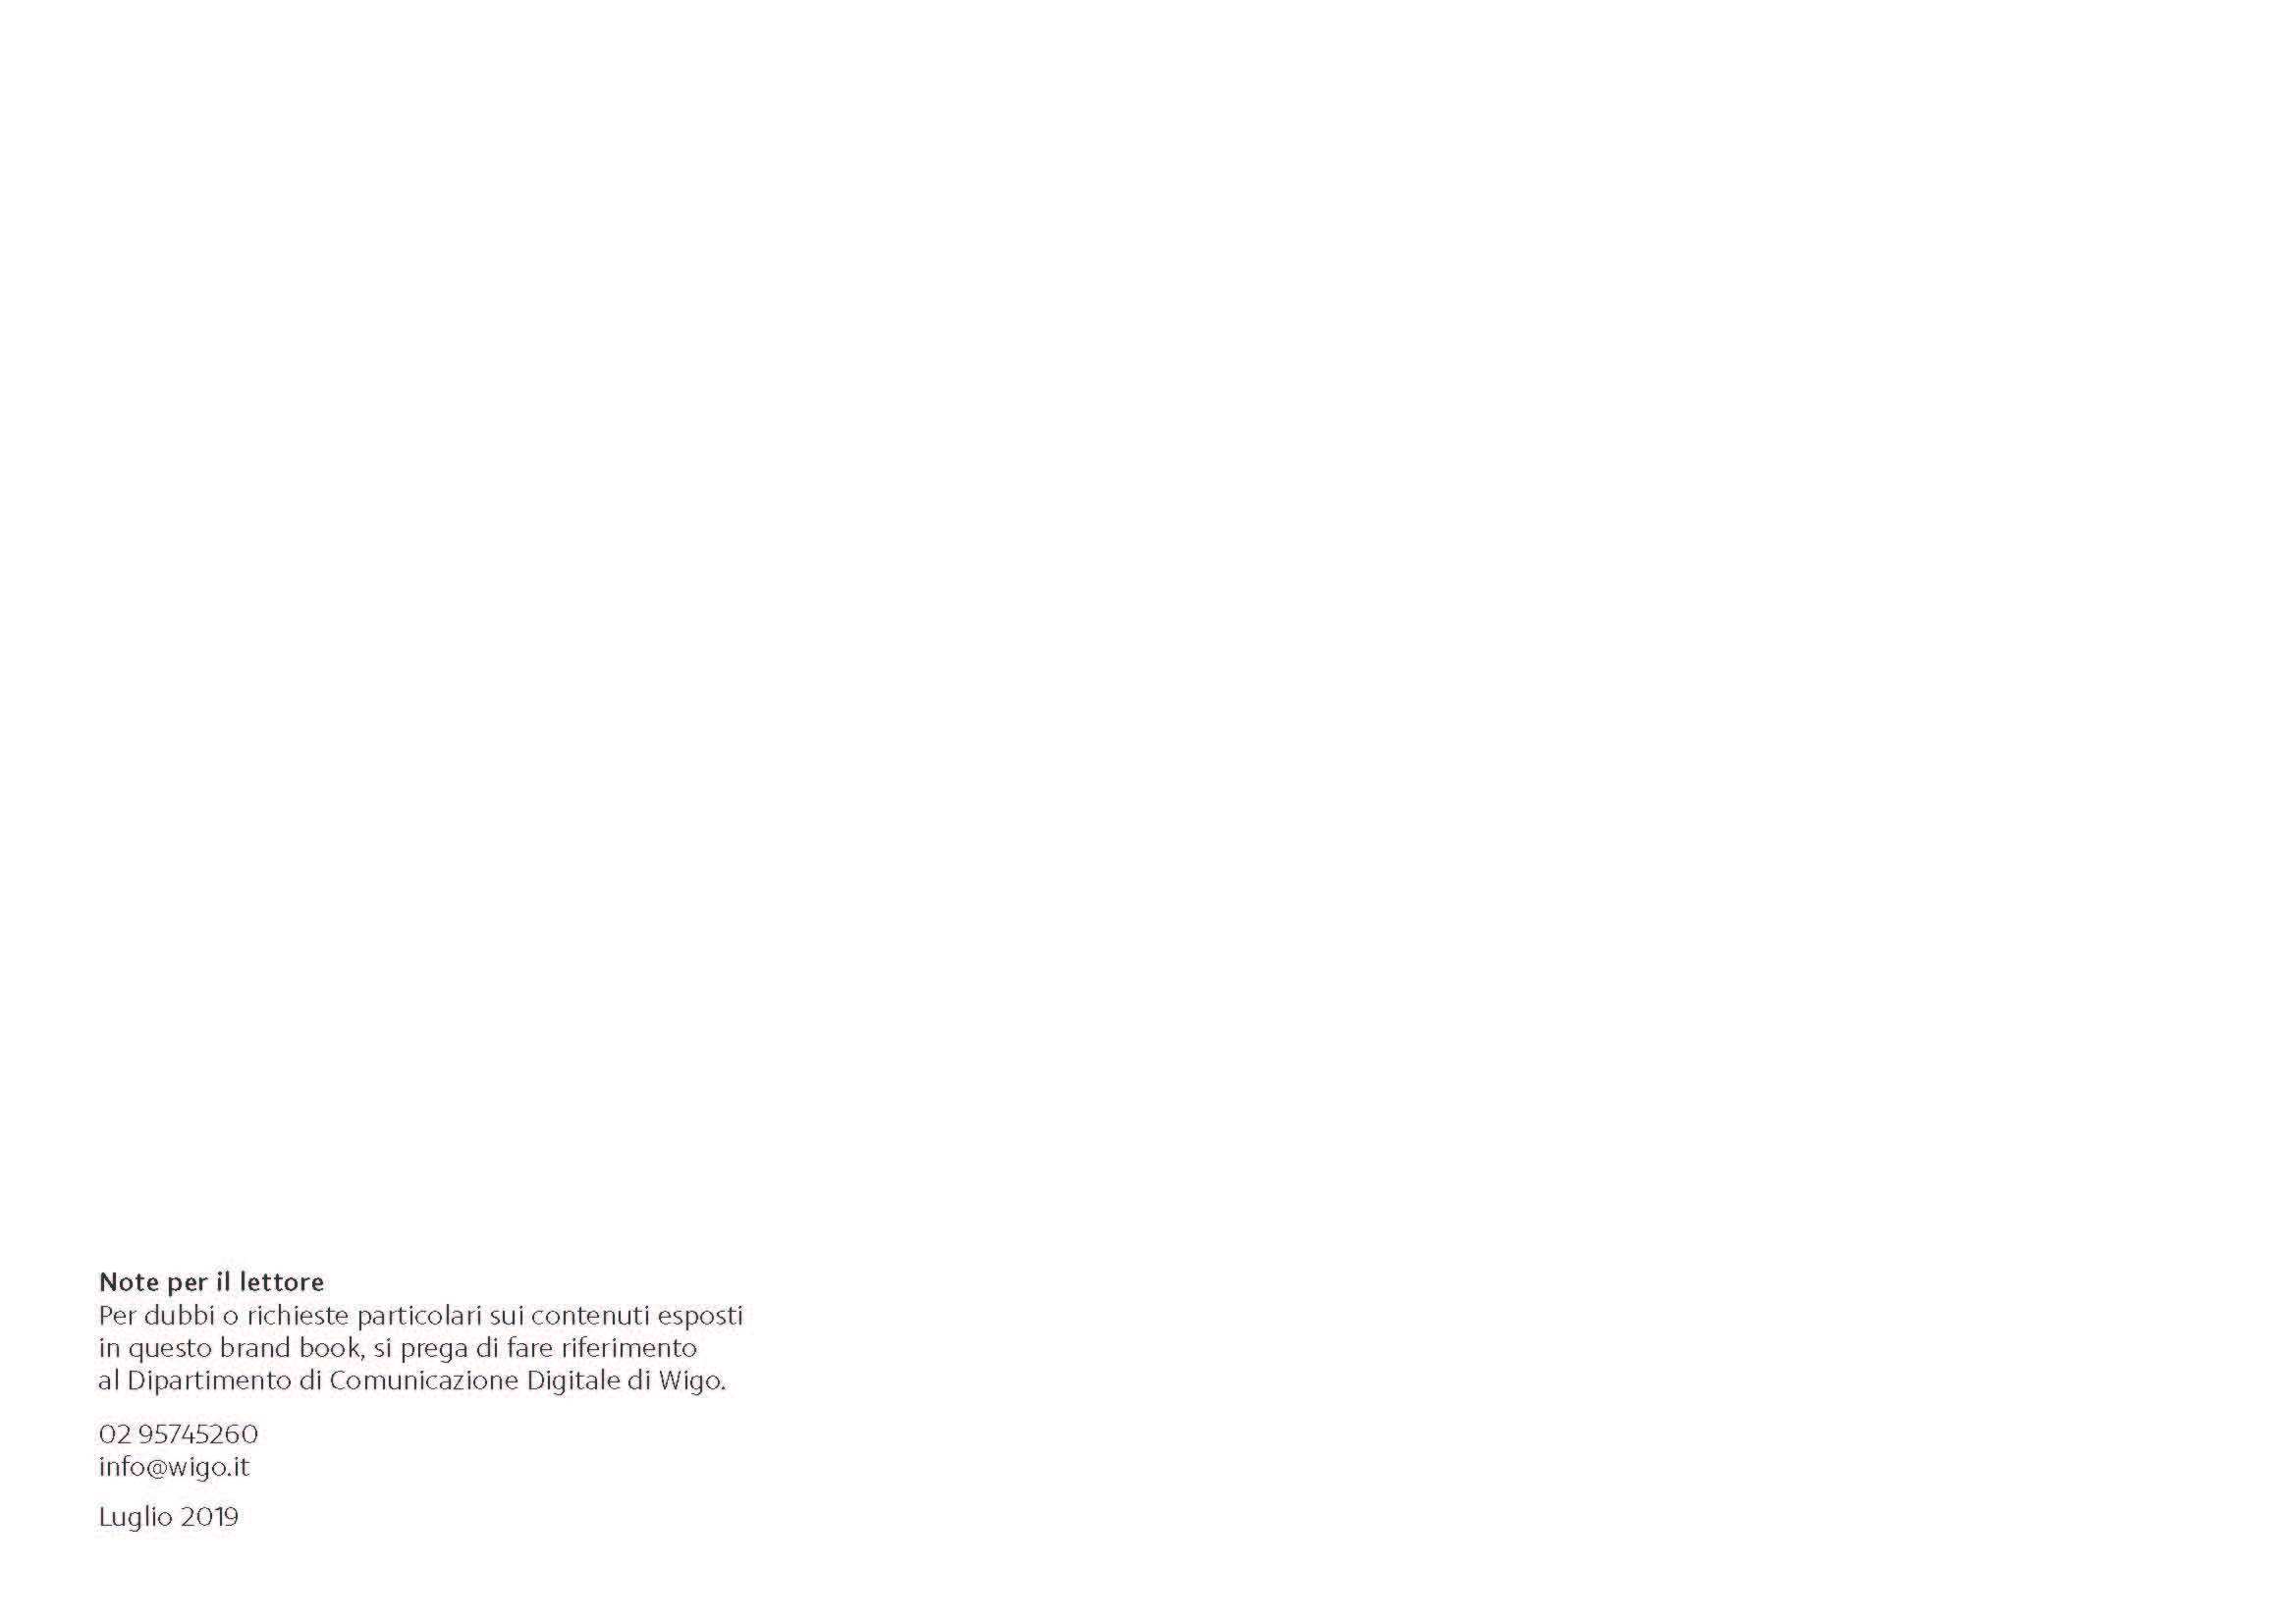 Note per il lettore
Per dubbi o richieste particolari sui contenuti esposti
in questo brand book, si prega di fare riferimento
al Dipartimento di Comunicazione Digitale di Wigo.
02 95745260
info@wigo.it
Luglio 2019